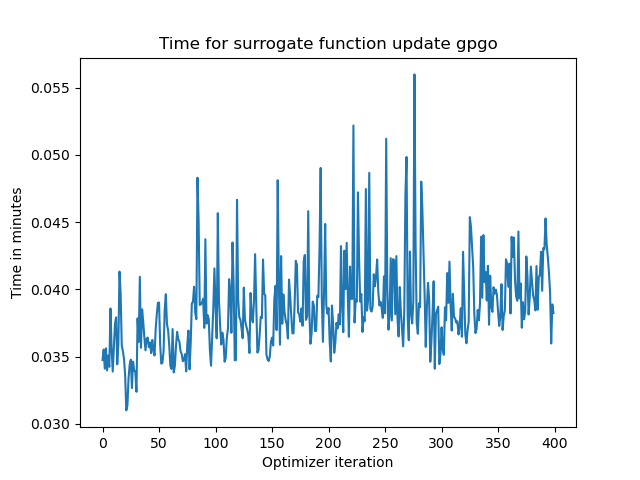 Time for surrogate function update gpgo
Time in minutes
0.055
0.050
0.045
0.040
0.035
0.030
0 50 100 150 200 250 300 350 400
Optimizer iteration